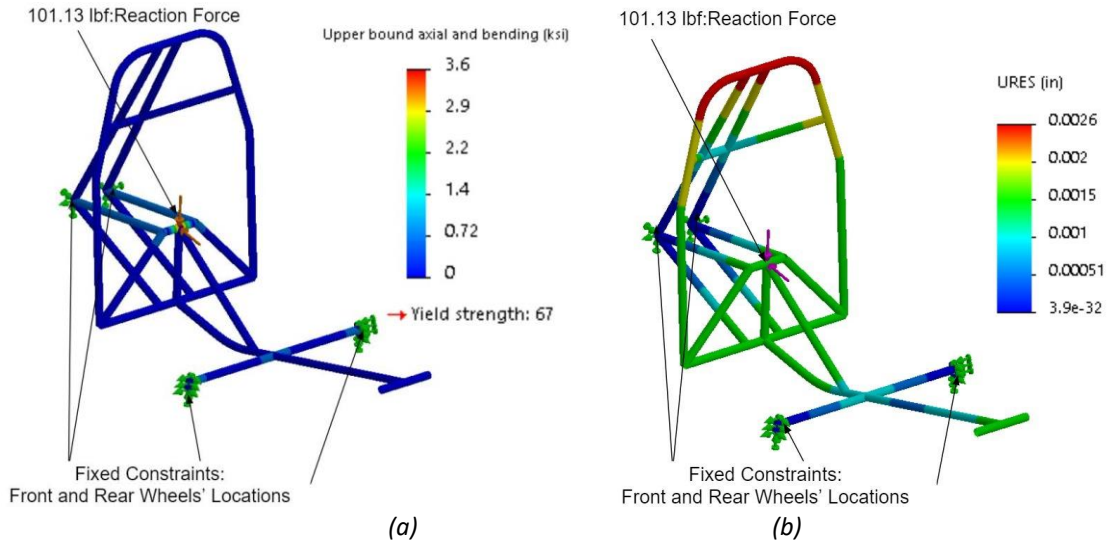 101.13 lbf:Reaction Force
Upper bound axial and bending (ksi)
3.6
2.9
2.2
1.4
0.72
0
Yield strength: 67
Fixed Constraints:
Front and Rear Wheels' Locations
(a)
101.13 lbf:Reaction Force
URES (in)
0.0026
0.002
0.0015
0.001
0.00051
3.9e-32
Fixed Constraints:
Front and Rear Wheels' Locations
(b)